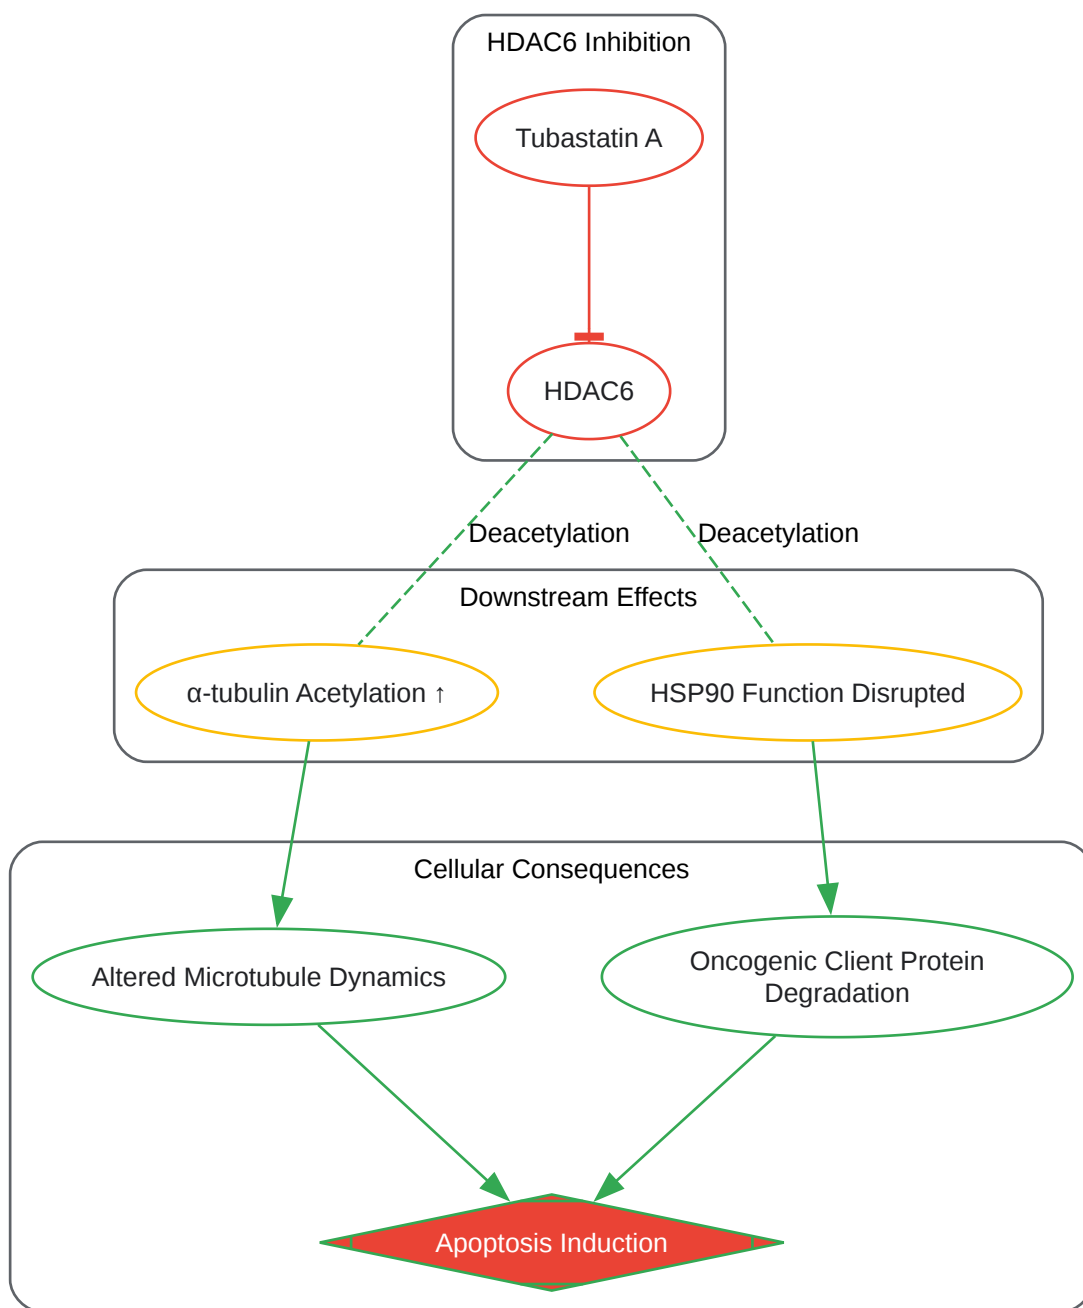 HDAC6 Inhibition
Tubastatin A
HDAC6
Deacetylation
Deacetylation
Downstream Effects
α-tubulin Acetylation ↑
HSP90 Function Disrupted
Cellular Consequences
Altered Microtubule Dynamics
Oncogenic Client Protein
Degradation
Apoptosis Induction